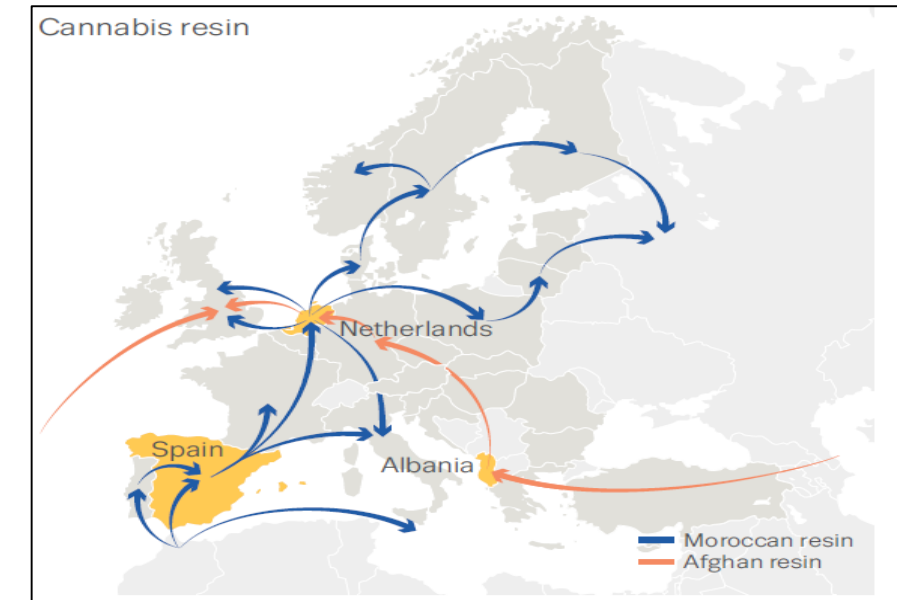 Cannabis resin
Netherlands
Spain
Albania
Moroccan resin
Afghan resin